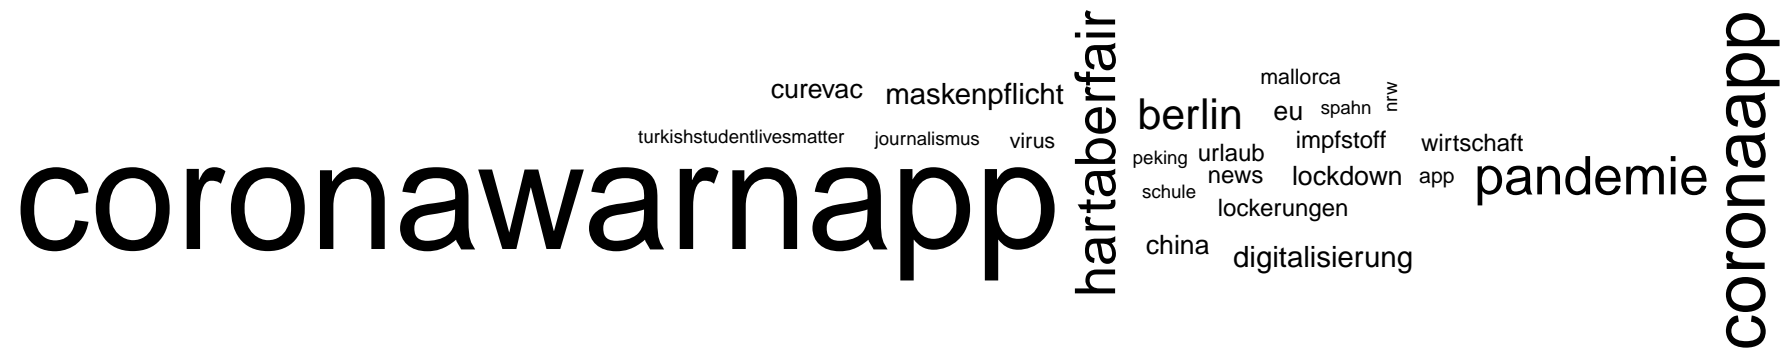 coronawarnapp
turkishstudentlivesmatter
curevac
maskenpflicht
journalismus
virus
hartaberfair
mallorca
berlin
eu
spahn
nrw
impfstoff
wirtschaft
peking
urlaub
news
schule
lockdown
app
lockerungen
china
digitalisierung
pandemie
coronaapp